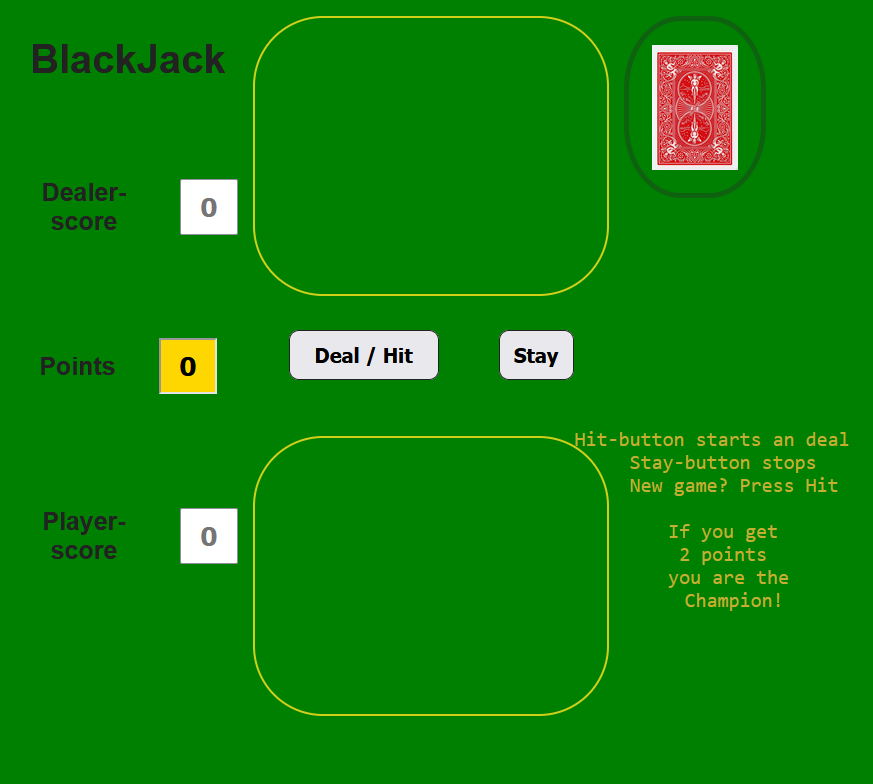 BlackJack
Dealer-
score
0
Points
0
Deal / Hit
Stay
Hit-button starts an deal
Stay-button stops
New game? Press Hit
Player-
score
0
If you get
2 points
you are the
Champion!